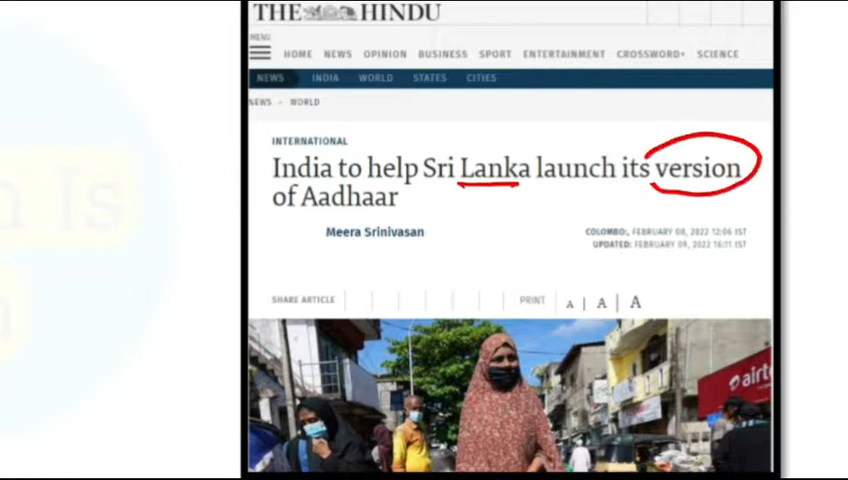 THE HINDU
MENU
HOME NEWS OPINION BUSINESS SPORT ENTERTAINMENT CROSSWORD+ SCIENCE
NEWS INDIA WORLD STATES CITIES
NEWS WORLD
INTERNATIONAL
India to help Sri Lanka launch its version
of Aadhaar
Meera Srinivasan
COLOMBO:, FEBRUARY 08, 2022 12:06 IST
UPDATED: FEBRUARY 09, 2022 16:11 IST
SHARE ARTICLE PRINT A | A | A
Is
airte